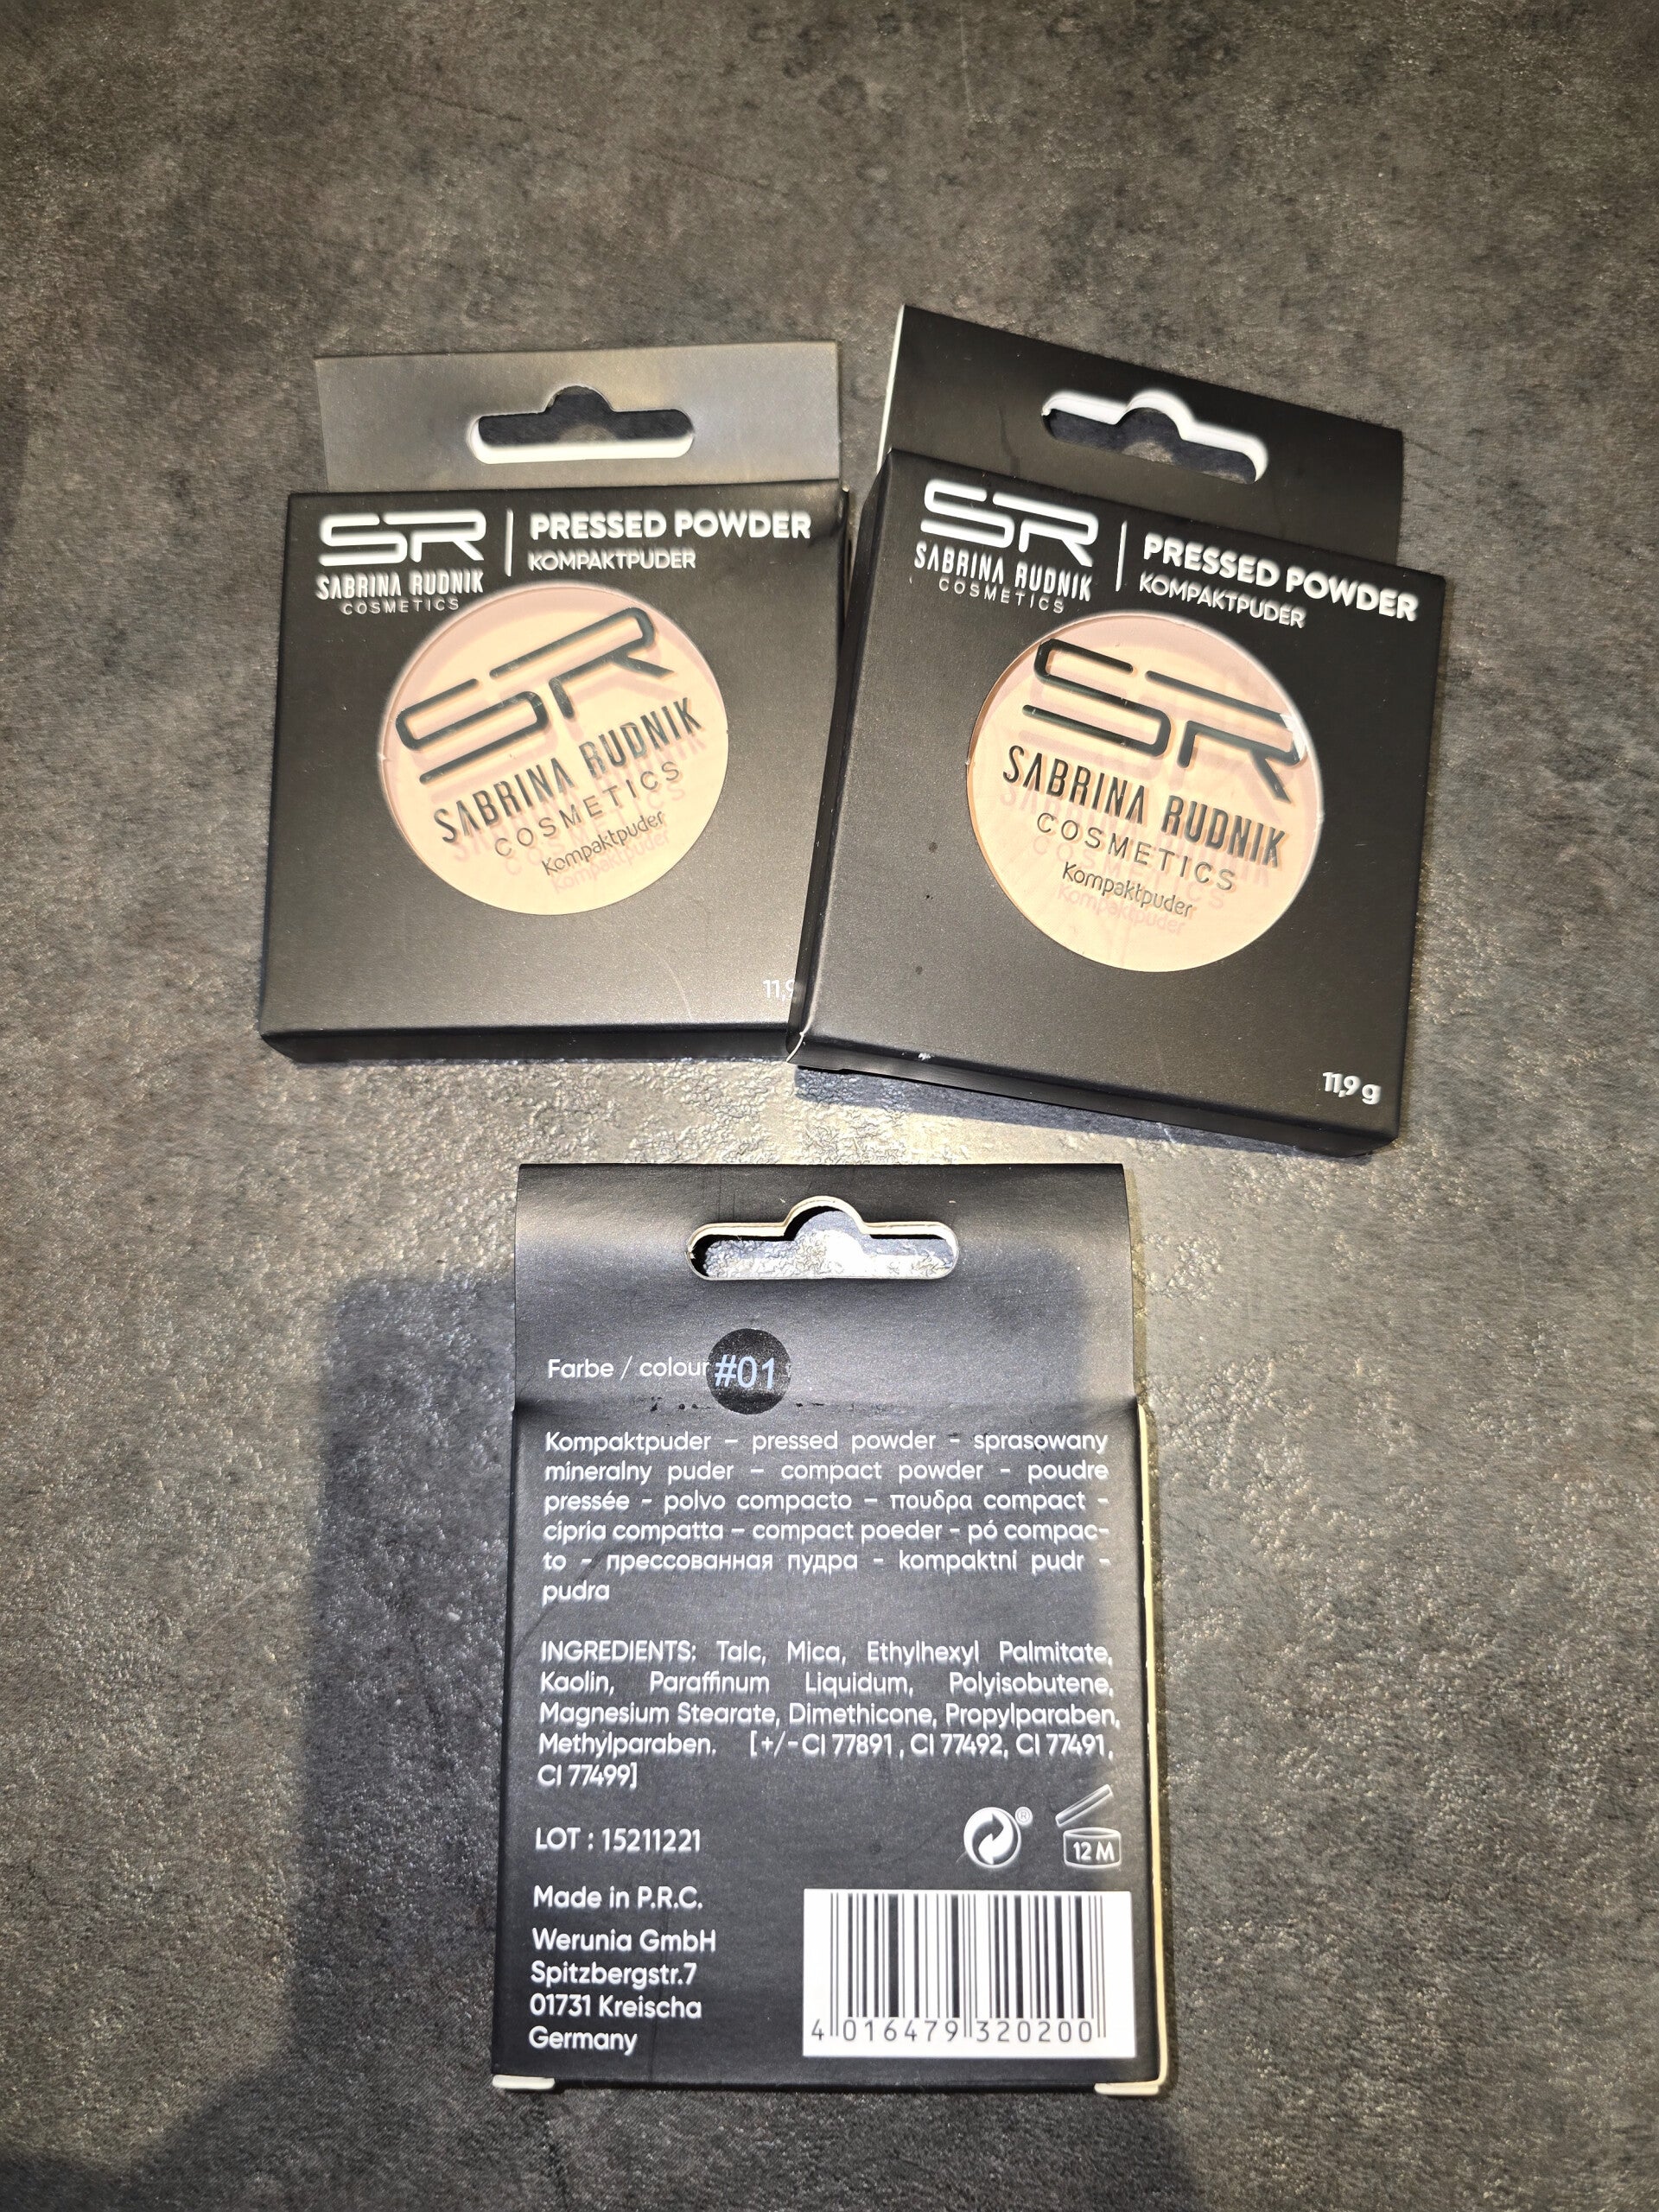 SR
SABRINA RUDNIK
COSMETICS
PRESSED POWDER
KOMPAKTPUDER
SR
SABRINA RUDNIK
COSMETICS
Kompaktpuder
SR
SABRINA RUDNIK
COSMETICS
PRESSED POWDER
KOMPAKTPUDER
SR
SABRINA RUDNIK
COSMETICS
Kompaktpuder
11,9 g
Farbe / colour #01
Kompaktpuder – pressed powder - sprasowany
mineralny puder – compact powder - poudre
pressée - polvo compacto – πουδρα compact -
cipria compatta – compact poeder - pó compac-
to - прессованная пудра - kompaktní pudr -
pudra
INGREDIENTS: Talc, Mica, Ethylhexyl Palmitate,
Kaolin, Paraffinum Liquidum, Polyisobutene,
Magnesium Stearate, Dimethicone, Propylparaben,
Methylparaben. [+/-CI 77891 , CI 77492, CI 77491,
CI 77499]
LOT : 15211221
®
12 M
Made in P.R.C.
Werunia GmbH
Spitzbergstr.7
01731 Kreischa
Germany
4 016479 320200